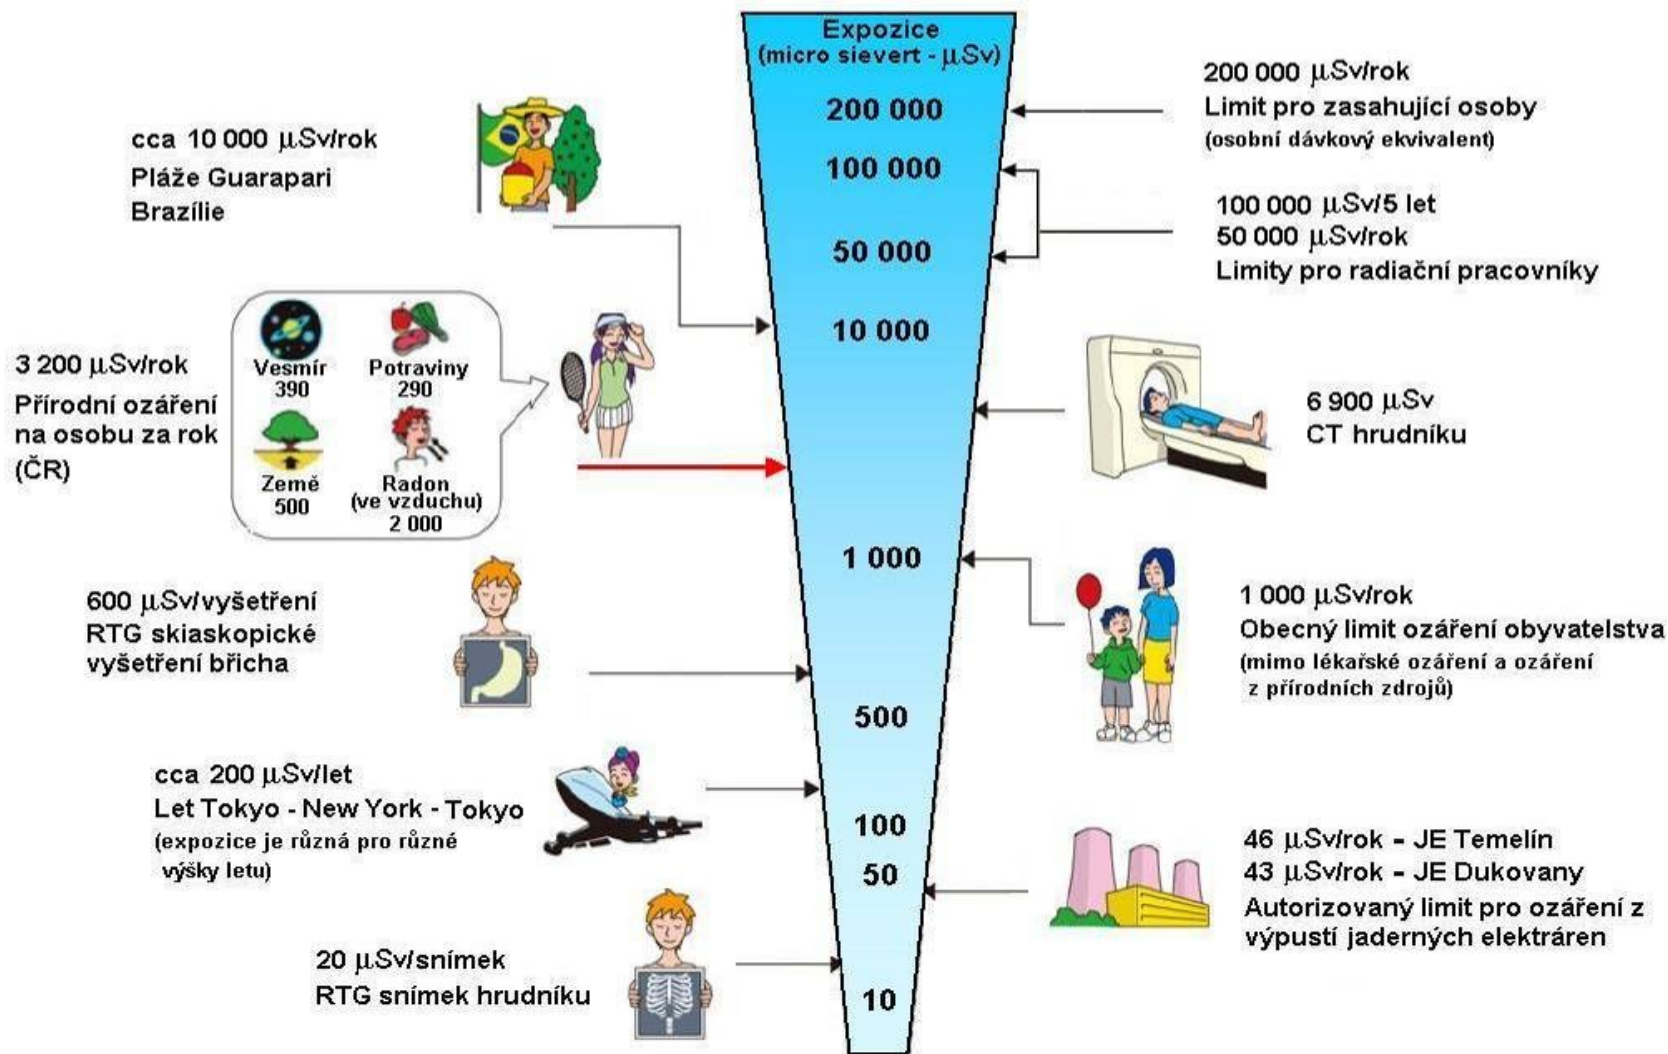 Expozice
(micro sievert - μSv)
200 000
100 000
50 000
10 000
1 000
500
100
50
10
cca 10 000 μSv/rok
Pláže Guarapari
Brazílie
3 200 μSv/rok
Přírodní ozáření
na osobu za rok
(ČR)
Vesmír
390
Potraviny
290
Země
500
Radon
(ve vzduchu)
2 000
600 μSv/vyšetření
RTG skiaskopické
vyšetření břicha
cca 200 μSv/let
Let Tokyo - New York - Tokyo
(expozice je různá pro různé
výšky letu)
20 μSv/snímek
RTG snímek hrudníku
200 000 μSv/rok
Limit pro zasahující osoby
(osobní dávkový ekvivalent)
100 000 μSv/5 let
50 000 μSv/rok
Limity pro radiační pracovníky
6 900 μSv
CT hrudníku
1 000 μSv/rok
Obecný limit ozáření obyvatelstva
(mimo lékařské ozáření a ozáření
z přírodních zdrojů)
46 μSv/rok - JE Temelín
43 μSv/rok - JE Dukovany
Autorizovaný limit pro ozáření z
výpustí jaderných elektráren